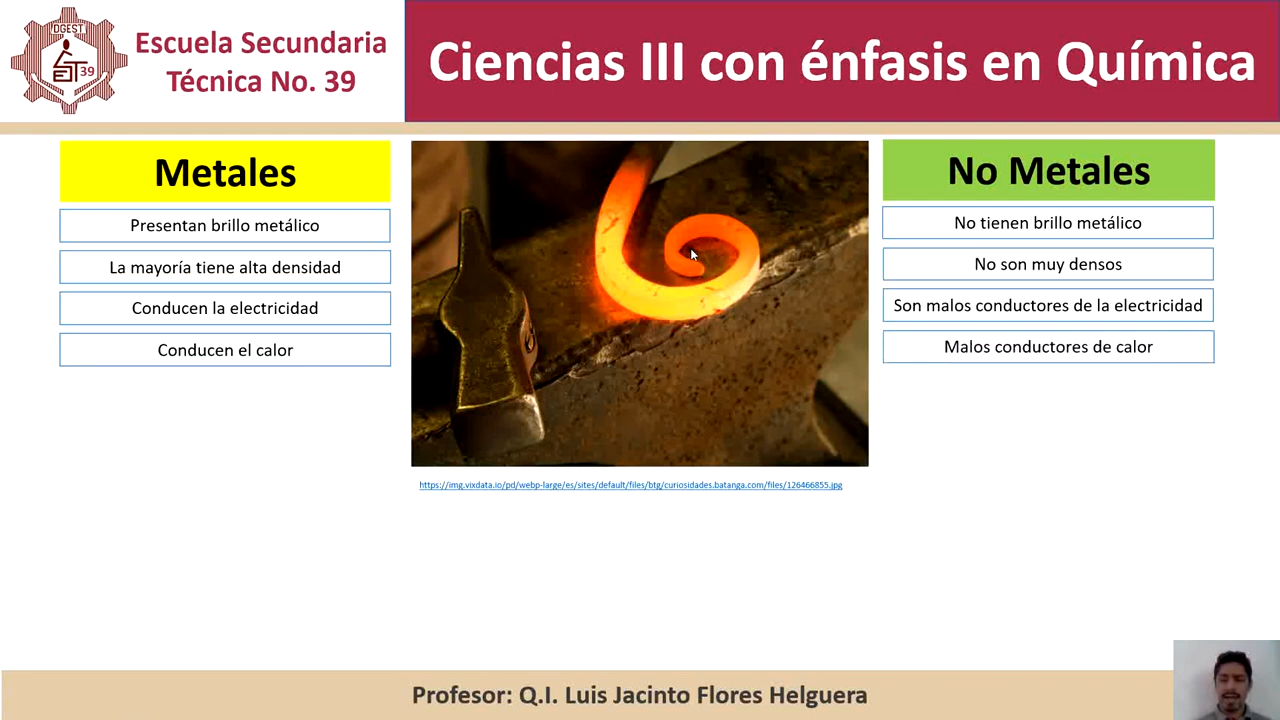 DGEST
39
Escuela Secundaria
Técnica No. 39
Ciencias III con énfasis en Química
Metales
Presentan brillo metálico
La mayoría tiene alta densidad
Conducen la electricidad
Conducen el calor
https://img.vixdata.io/pd/webp-large/es/sites/default/files/btg/curiosidades.batanga.com/files/126466855.jpg
No Metales
No tienen brillo metálico
No son muy densos
Son malos conductores de la electricidad
Malos conductores de calor
Profesor: Q.I. Luis Jacinto Flores Helguera